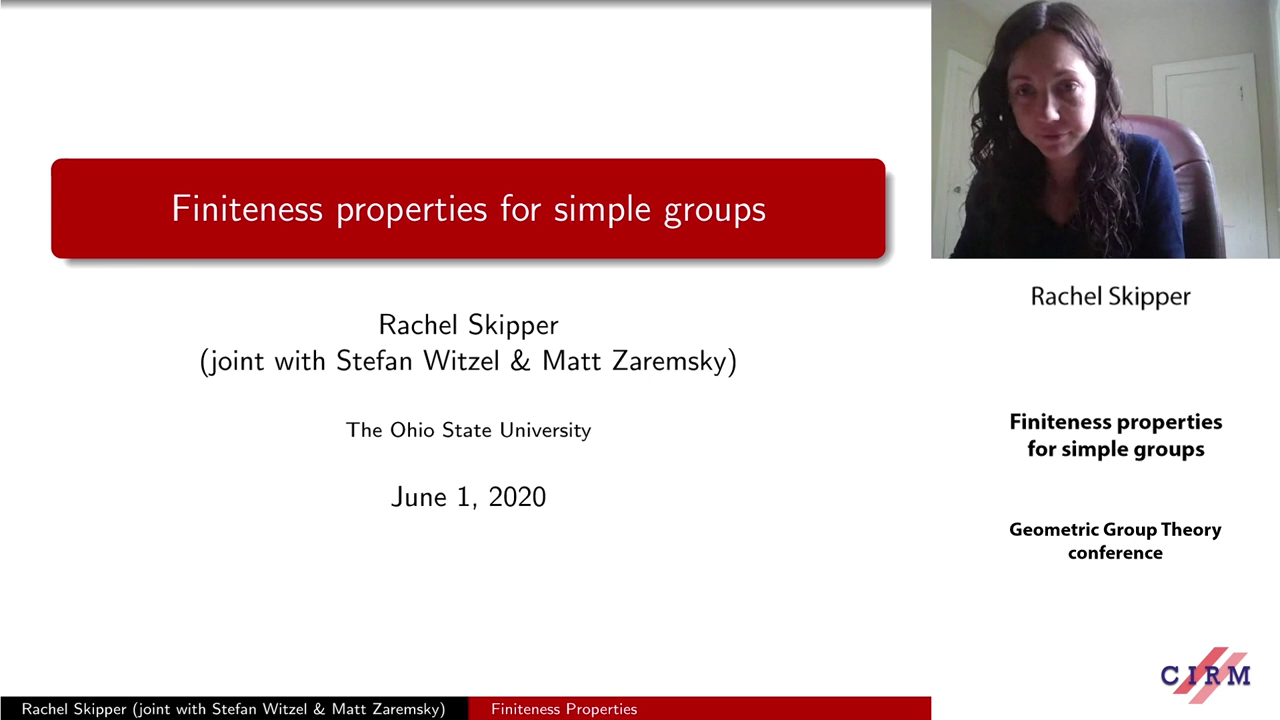 Finiteness properties for simple groups
Rachel Skipper
(joint with Stefan Witzel & Matt Zaremsky)
The Ohio State University
June 1, 2020
Rachel Skipper (joint with Stefan Witzel & Matt Zaremsky)
Finiteness Properties
Rachel Skipper
Finiteness properties
for simple groups
Geometric Group Theory
conference
CIRM